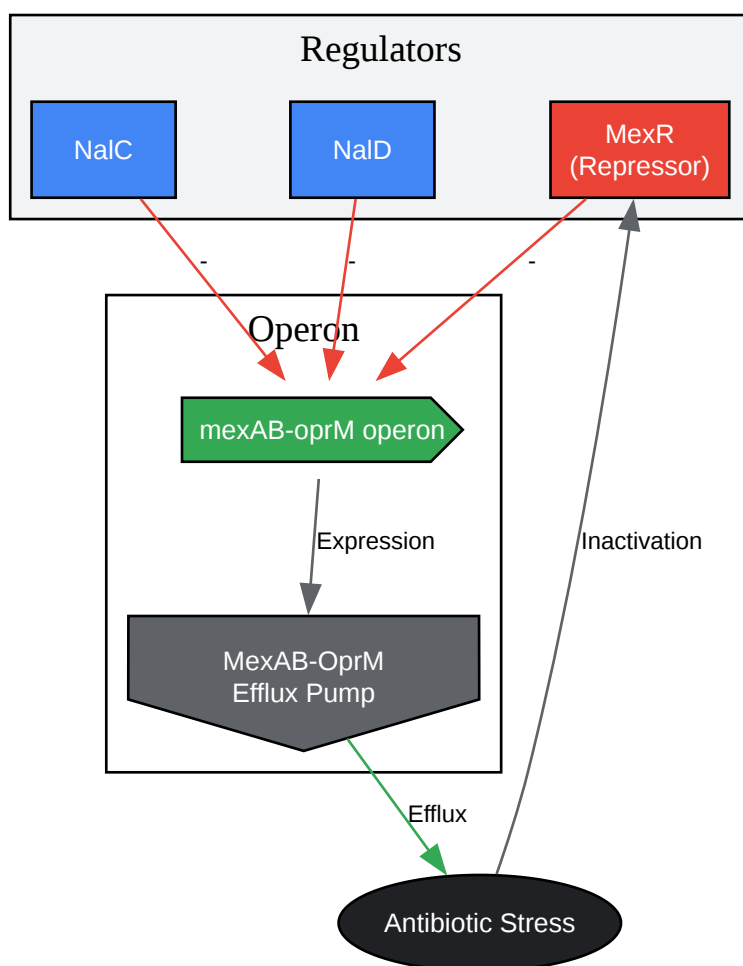 Regulators
NalC
NalD
MexR
(Repressor)
-
-
-
Operon
mexAB-oprM operon
Expression
Inactivation
MexAB-OprM
Efflux Pump
Efflux
Antibiotic Stress